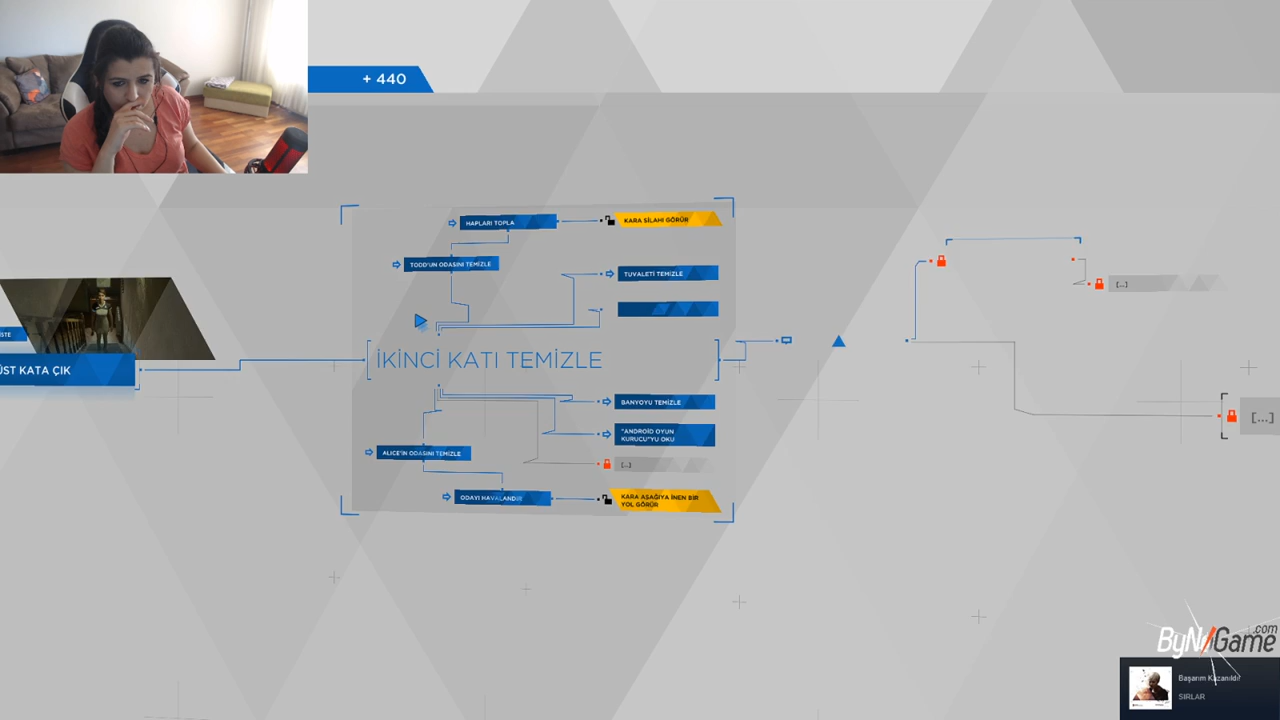 + 440
HAPLARI TOPLA
KARA SİLAHI GÖRÜR
TODD'UN ODASINI TEMİZLE
TUVALETİ TEMİZLE
[...]
ÜST KATA ÇIK
İKİNCİ KATI TEMİZLE
BANYOYU TEMİZLE
"ANDROİD OYUN
KURUCU"YU OKU
[...]
ALICE'İN ODASINI TEMİZLE
[...]
ODAYI HAVALANDIR
KARA AŞAĞIYA İNEN BİR
YOL GÖRÜR
ByNoGame.com
Başarım Kazanıldı!
SIRLAR